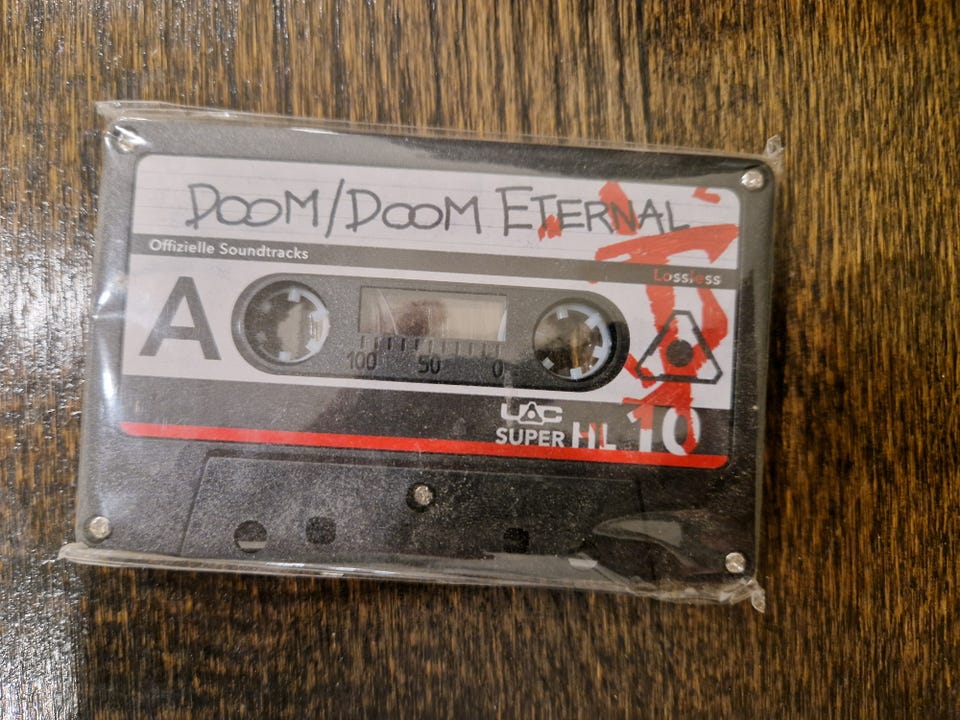 DOOM/DOOM ETERNAL
Offizielle Soundtracks
Lossless
A
100 50 0
UAC
SUPER HL 10